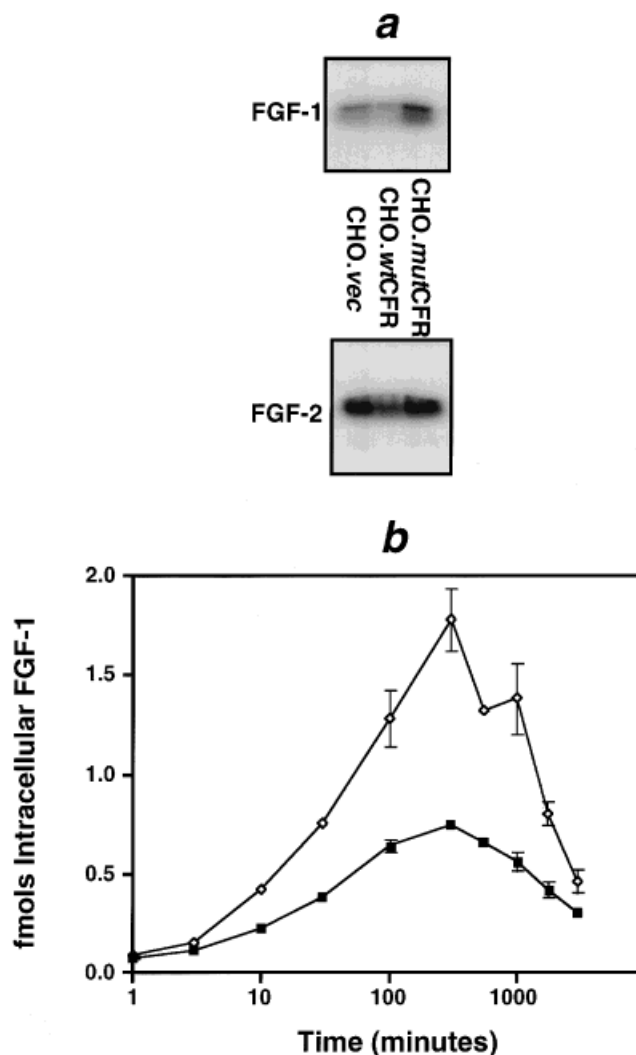 a
FGF-1
CHO.vec
CHO.wtCFR
CHO.mutCFR
FGF-2
b
2.0
1.5
1.0
0.5
0.0
fmols Intracellular FGF-1
1
10
100
1000
Time (minutes)